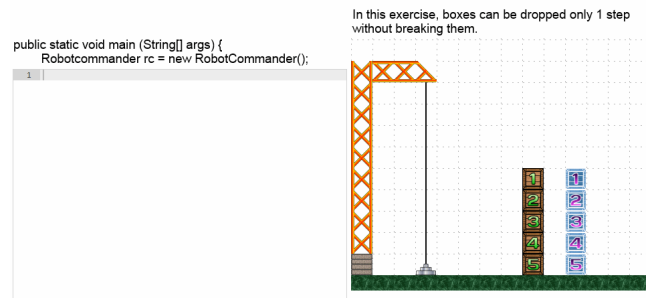 In this exercise, boxes can be dropped only 1 step
without breaking them.
public static void main (String[] args) {
Robotcommander rc = new RobotCommander();
1
1 1
2 2
3 3
4 4
5 5